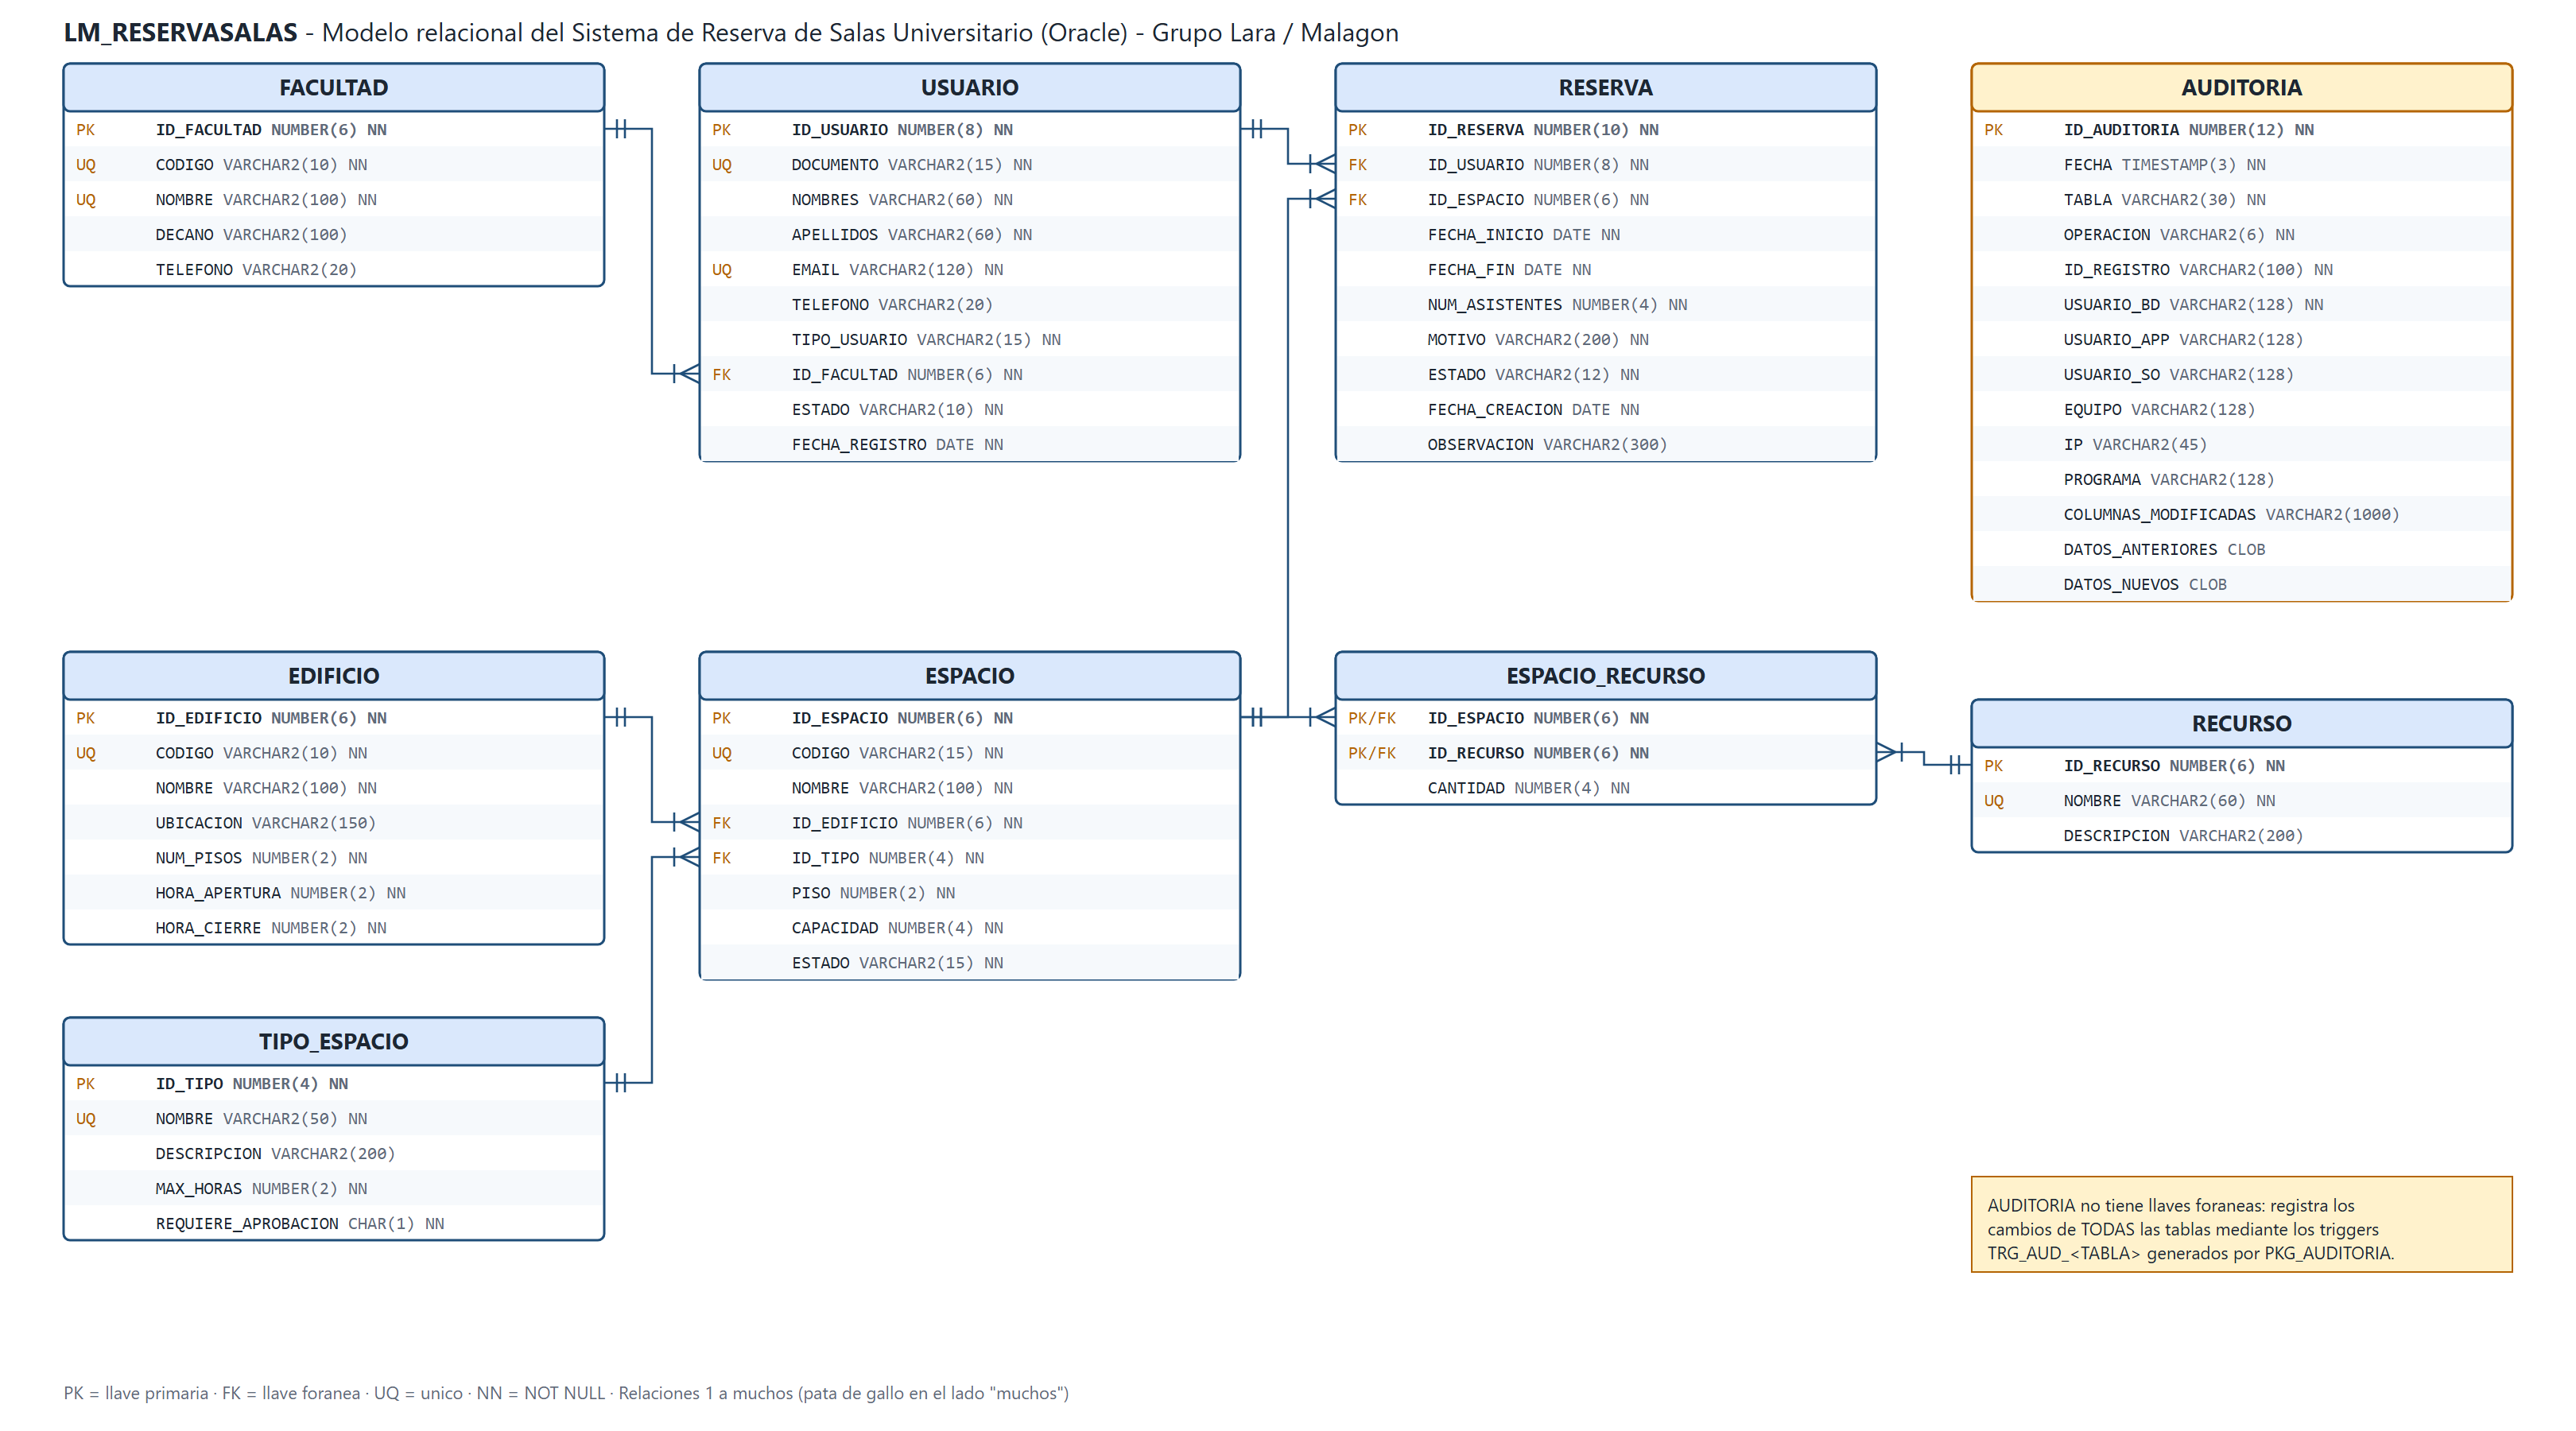 LM_RESERVASALAS - Modelo relacional del Sistema de Reserva de Salas Universitario (Oracle) - Grupo Lara / Malagon
FACULTAD
PK ID_FACULTAD NUMBER(6) NN
UQ CODIGO VARCHAR2(10) NN
UQ NOMBRE VARCHAR2(100) NN
DECANO VARCHAR2(100)
TELEFONO VARCHAR2(20)
USUARIO
PK ID_USUARIO NUMBER(8) NN
UQ DOCUMENTO VARCHAR2(15) NN
NOMBRES VARCHAR2(60) NN
APELLIDOS VARCHAR2(60) NN
UQ EMAIL VARCHAR2(120) NN
TELEFONO VARCHAR2(20)
TIPO_USUARIO VARCHAR2(15) NN
FK ID_FACULTAD NUMBER(6) NN
ESTADO VARCHAR2(10) NN
FECHA_REGISTRO DATE NN
RESERVA
PK ID_RESERVA NUMBER(10) NN
FK ID_USUARIO NUMBER(8) NN
FK ID_ESPACIO NUMBER(6) NN
FECHA_INICIO DATE NN
FECHA_FIN DATE NN
NUM_ASISTENTES NUMBER(4) NN
MOTIVO VARCHAR2(200) NN
ESTADO VARCHAR2(12) NN
FECHA_CREACION DATE NN
OBSERVACION VARCHAR2(300)
AUDITORIA
PK ID_AUDITORIA NUMBER(12) NN
FECHA TIMESTAMP(3) NN
TABLA VARCHAR2(30) NN
OPERACION VARCHAR2(6) NN
ID_REGISTRO VARCHAR2(100) NN
USUARIO_BD VARCHAR2(128) NN
USUARIO_APP VARCHAR2(128)
USUARIO_SO VARCHAR2(128)
EQUIPO VARCHAR2(128)
IP VARCHAR2(45)
PROGRAMA VARCHAR2(128)
COLUMNAS_MODIFICADAS VARCHAR2(1000)
DATOS_ANTERIORES CLOB
DATOS_NUEVOS CLOB
EDIFICIO
PK ID_EDIFICIO NUMBER(6) NN
UQ CODIGO VARCHAR2(10) NN
NOMBRE VARCHAR2(100) NN
UBICACION VARCHAR2(150)
NUM_PISOS NUMBER(2) NN
HORA_APERTURA NUMBER(2) NN
HORA_CIERRE NUMBER(2) NN
ESPACIO
PK ID_ESPACIO NUMBER(6) NN
UQ CODIGO VARCHAR2(15) NN
NOMBRE VARCHAR2(100) NN
FK ID_EDIFICIO NUMBER(6) NN
FK ID_TIPO NUMBER(4) NN
PISO NUMBER(2) NN
CAPACIDAD NUMBER(4) NN
ESTADO VARCHAR2(15) NN
ESPACIO_RECURSO
PK/FK ID_ESPACIO NUMBER(6) NN
PK/FK ID_RECURSO NUMBER(6) NN
CANTIDAD NUMBER(4) NN
RECURSO
PK ID_RECURSO NUMBER(6) NN
UQ NOMBRE VARCHAR2(60) NN
DESCRIPCION VARCHAR2(200)
TIPO_ESPACIO
PK ID_TIPO NUMBER(4) NN
UQ NOMBRE VARCHAR2(50) NN
DESCRIPCION VARCHAR2(200)
MAX_HORAS NUMBER(2) NN
REQUIERE_APROBACION CHAR(1) NN
AUDITORIA no tiene llaves foraneas: registra los
cambios de TODAS las tablas mediante los triggers
TRG_AUD_<TABLA> generados por PKG_AUDITORIA.
PK = llave primaria · FK = llave foranea · UQ = unico · NN = NOT NULL · Relaciones 1 a muchos (pata de gallo en el lado "muchos")